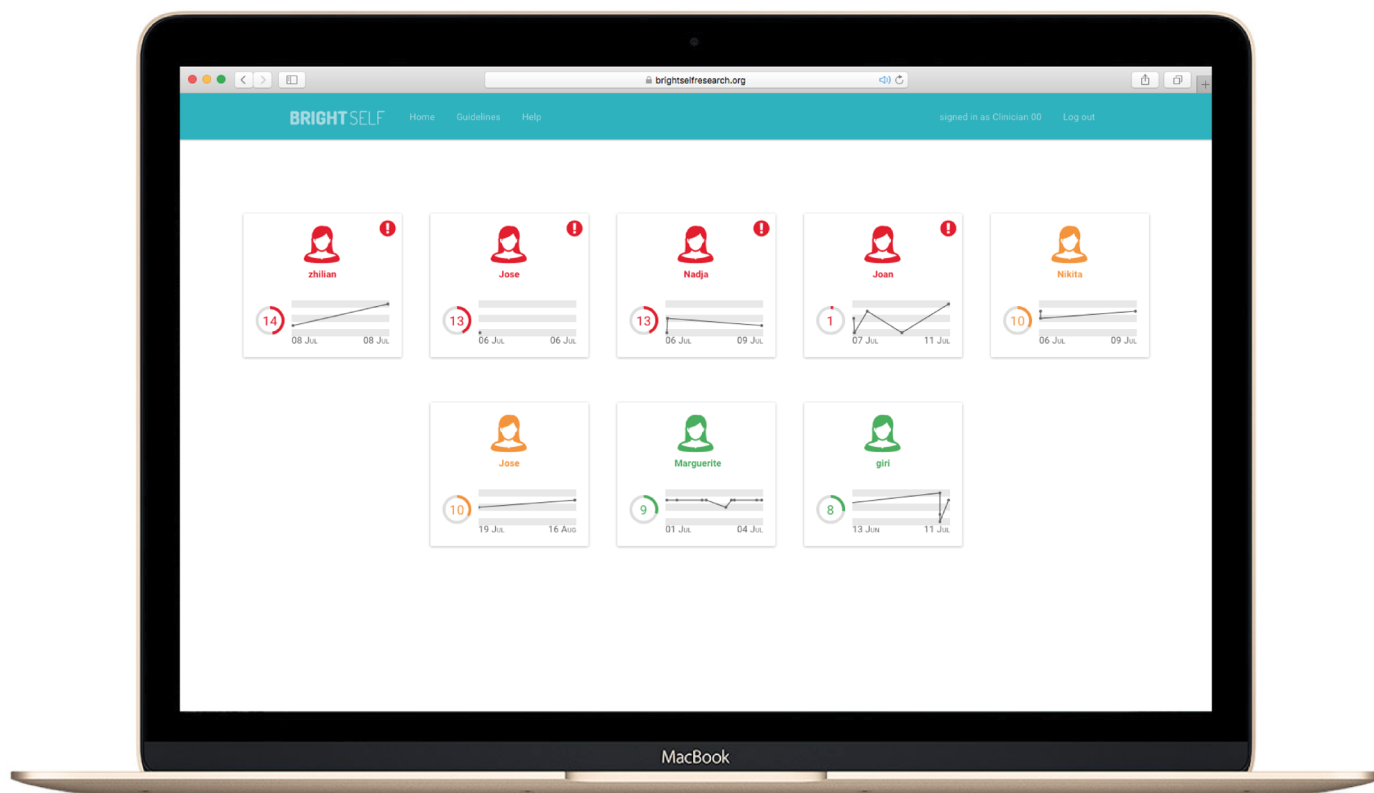 brightselfresearch.org
BRIGHTSELF Home Guidelines Help signed in as Clinician 00 Log out
zhilian Jose Nadja Joan Nikita
14 13 13 1 10
08 JUL 08 JUL 06 JUL 06 JUL 06 JUL 09 JUL 07 JUL 11 JUL 06 JUL 09 JUL
Jose Marguerite giri
10 9 8
19 JUL 16 AUG 01 JUL 04 JUL 13 JUN 11 JUL
MacBook